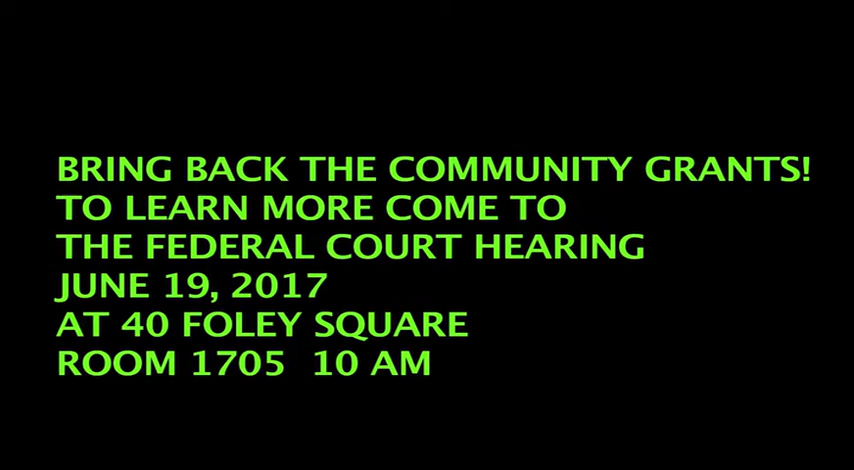 BRING BACK THE COMMUNITY GRANTS!
TO LEARN MORE COME TO
THE FEDERAL COURT HEARING
JUNE 19, 2017
AT 40 FOLEY SQUARE
ROOM 1705  10 AM